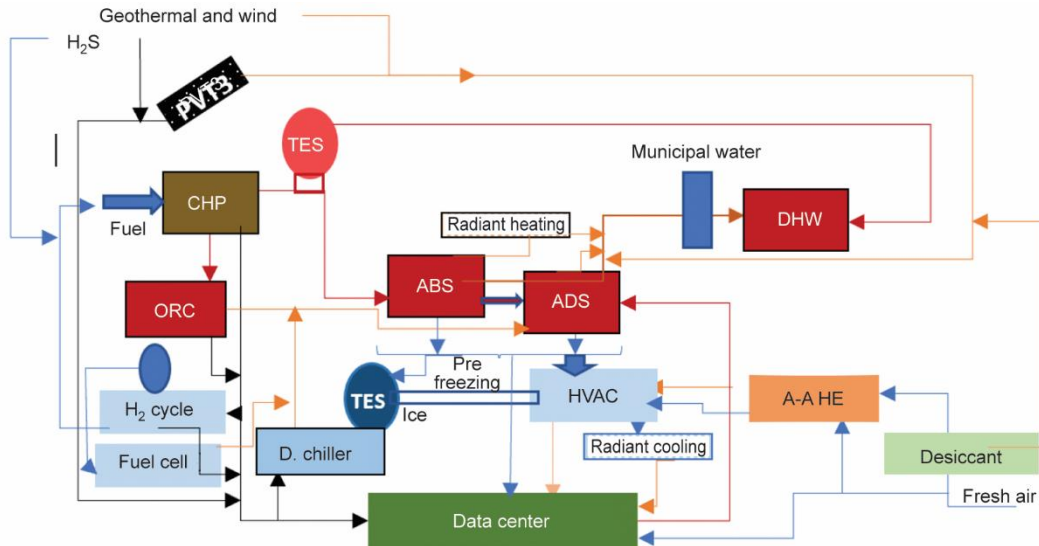 Geothermal and wind
H₂S
PVT3
TES
Municipal water
CHP
Fuel
Radiant heating
DHW
ABS
ADS
ORC
Pre
freezing
TES
Ice
HVAC
A-A HE
H₂ cycle
Radiant cooling
Fuel cell
D. chiller
Desiccant
Fresh air
Data center